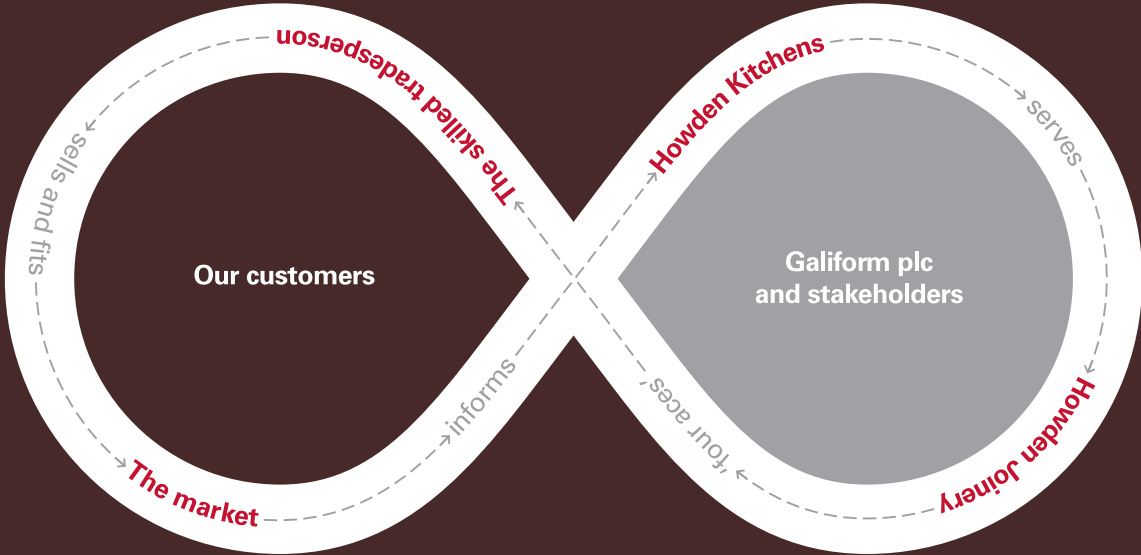 The skilled tradesperson
sells and fits
The market
informs
Howden Kitchens
serves
Howden Joinery
‘four aces’
Our customers
Galiform plc
and stakeholders